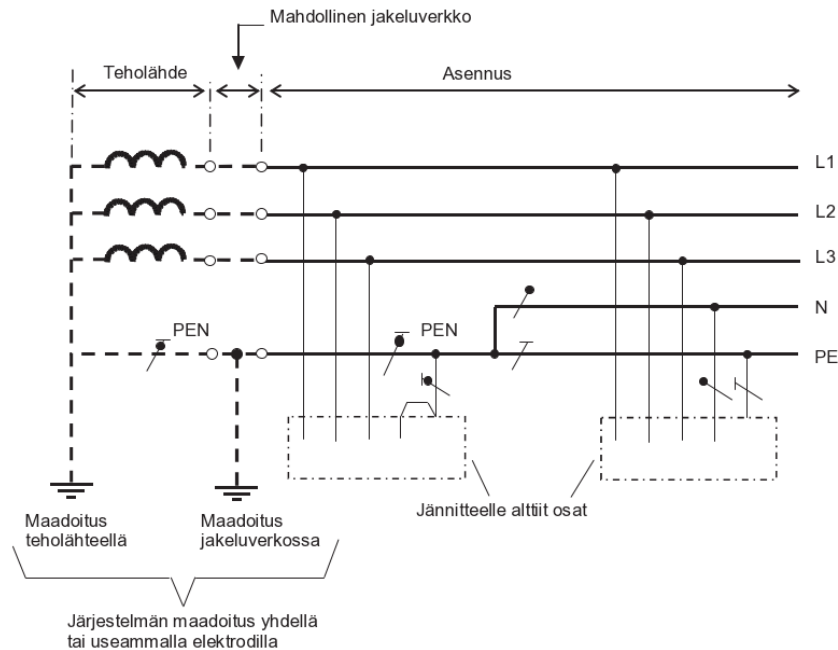 Mahdollinen jakeluverkko
Teholähde
Asennus
L1
L2
L3
N
PEN
PEN
PE
Jännitteelle alttiit osat
Maadoitus
teholähteellä
Maadoitus
jakeluverkossa
Järjestelmän maadoitus yhdellä
tai useammalla elektrodilla